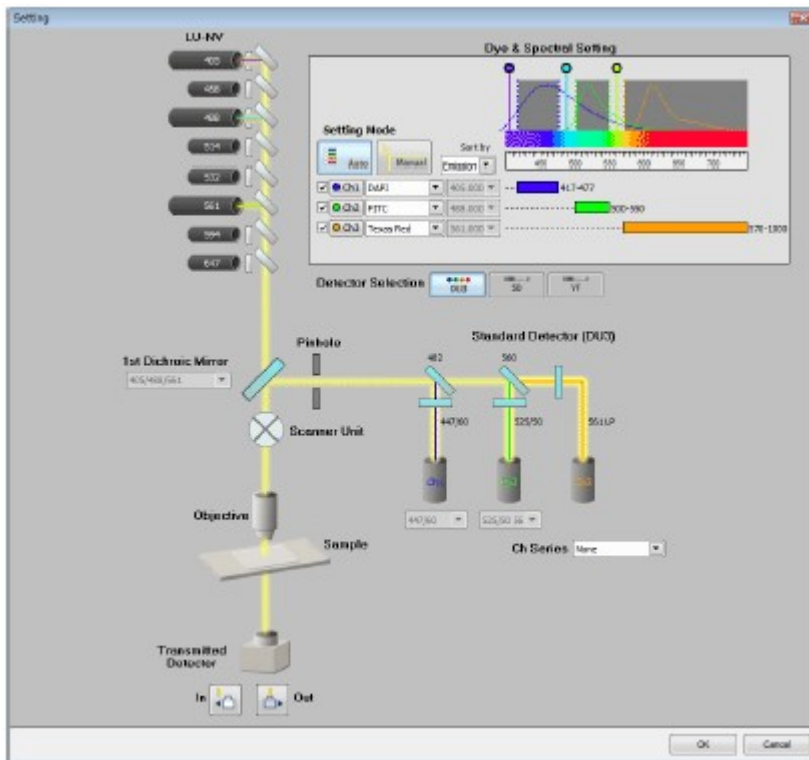 Setting
LU-NV
403
458
488
514
532
561
594
647
Dye & Spectral Setting
Setting Mode
Auto
Manual
Sort by
Emission
450 500 550 600 650 700
Ch1 DAPI 405.000 417-477
Ch2 FITC 488.000 500-550
Ch3 Texas Red 561.000 570-1000
Detector Selection
DU3
SD
VF
Pinhole
Standard Detector (DU3)
1st Dichroic Mirror
405/488/561
482
560
Scanner Unit
447/60
525/50
561LP
Ch1
Ch2
Ch3
Objective
447/60
525/50
Sample
Ch Series None
Transmitted
Detector
In
Out
OK
Cancel